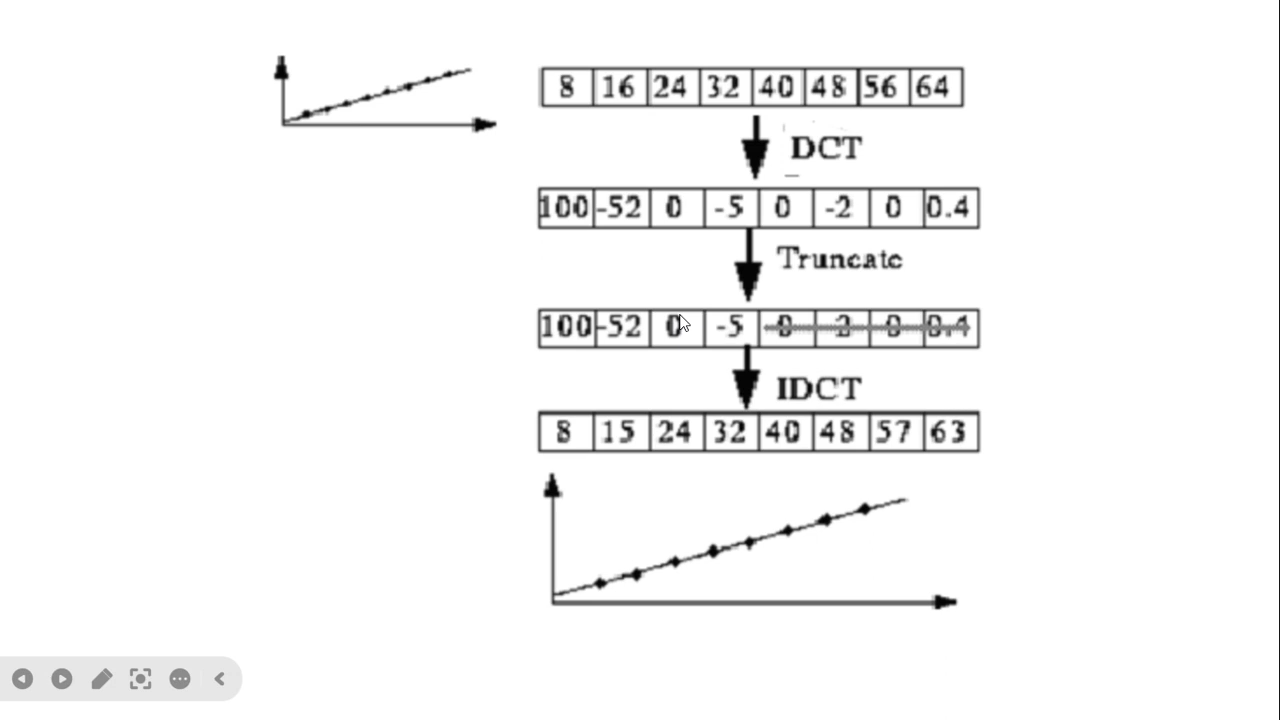 8 16 24 32 40 48 56 64
DCT
100 -52 0 -5 0 -2 0 0.4
Truncate
100 -52 0 -5 0 2 0 0.4
IDCT
8 15 24 32 40 48 57 63